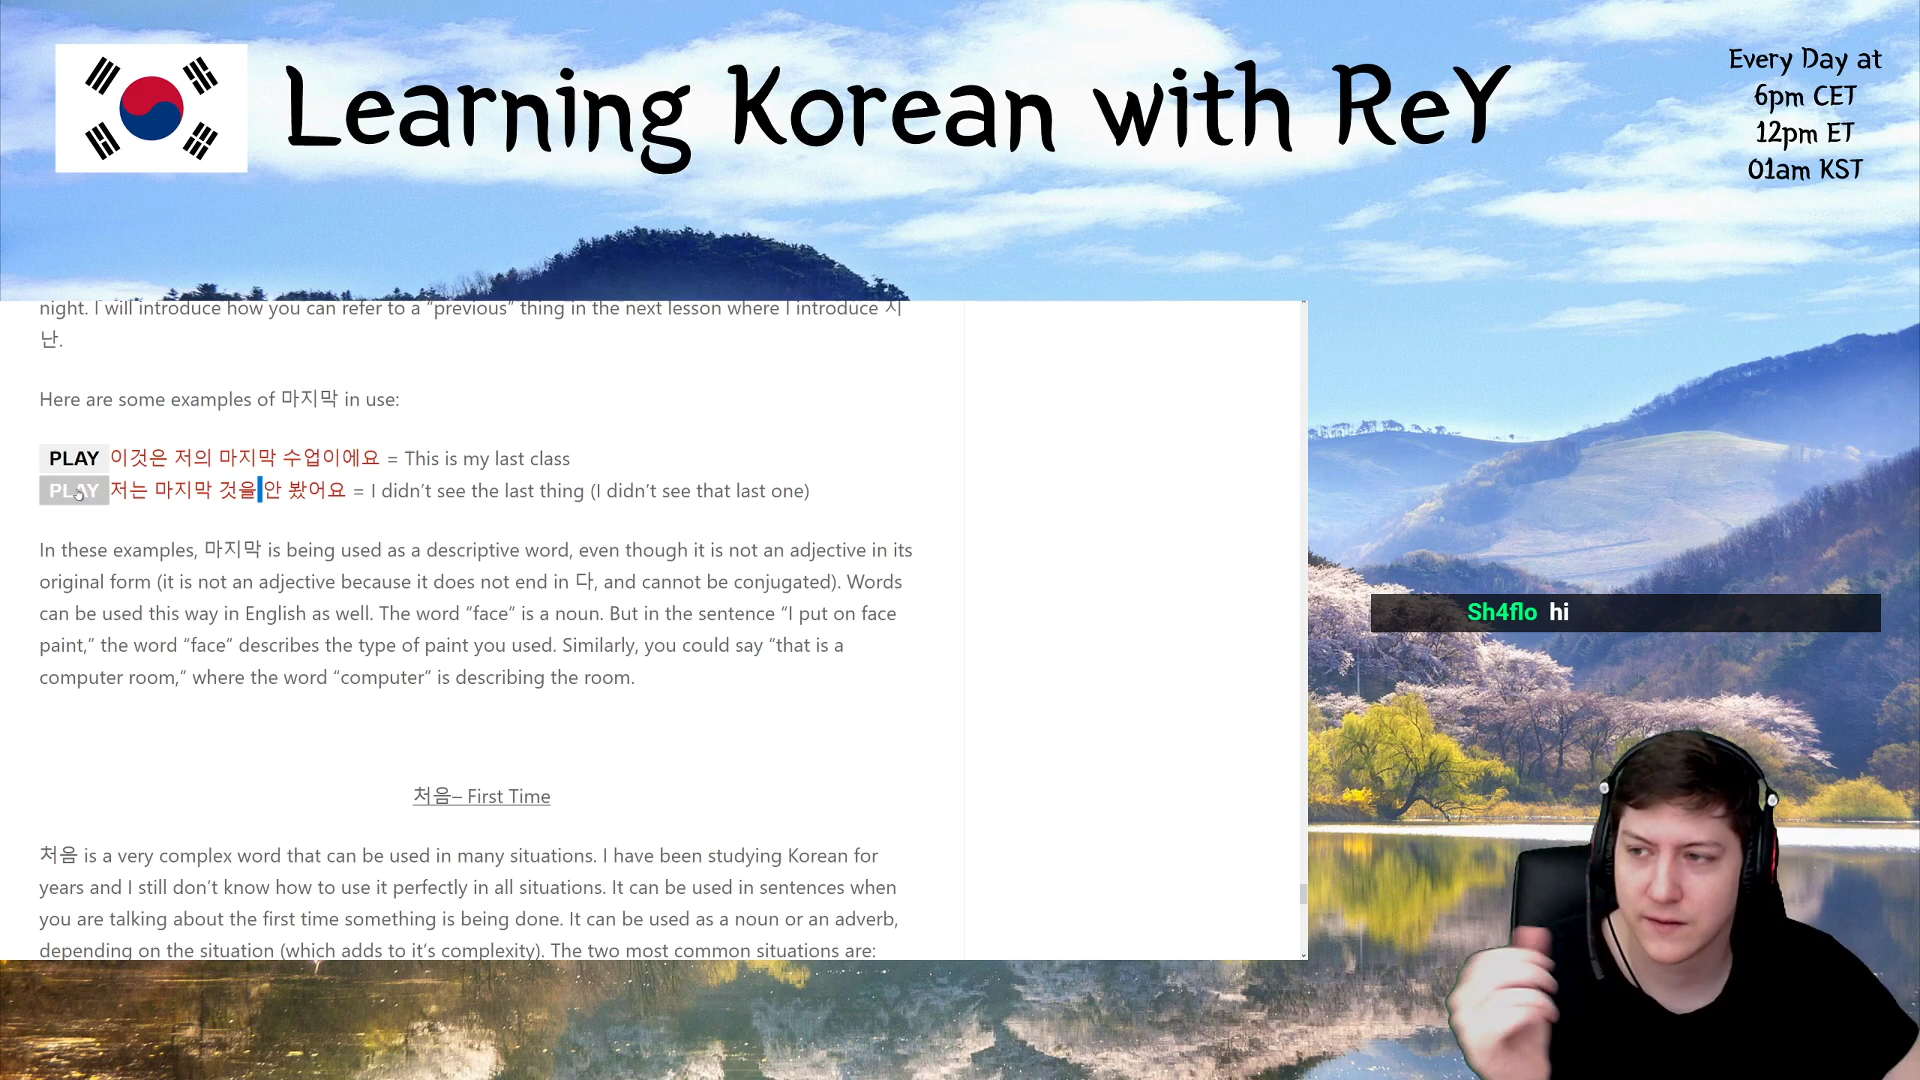 Learning Korean with ReY
Every Day at
6pm CET
12pm ET
01am KST
night. I will introduce how you can refer to a “previous” thing in the next lesson where I introduce 지
난.
Here are some examples of 마지막 in use:
PLAY 이것은 저의 마지막 수업이에요 = This is my last class
PLAY 저는 마지막 것을 안 봤어요 = I didn’t see the last thing (I didn’t see that last one)
In these examples, 마지막 is being used as a descriptive word, even though it is not an adjective in its
original form (it is not an adjective because it does not end in 다, and cannot be conjugated). Words
can be used this way in English as well. The word “face” is a noun. But in the sentence “I put on face
paint,” the word “face” describes the type of paint you used. Similarly, you could say “that is a
computer room,” where the word “computer” is describing the room.
처음– First Time
처음 is a very complex word that can be used in many situations. I have been studying Korean for
years and I still don’t know how to use it perfectly in all situations. It can be used in sentences when
you are talking about the first time something is being done. It can be used as a noun or an adverb,
depending on the situation (which adds to it’s complexity). The two most common situations are:
Sh4flo hi